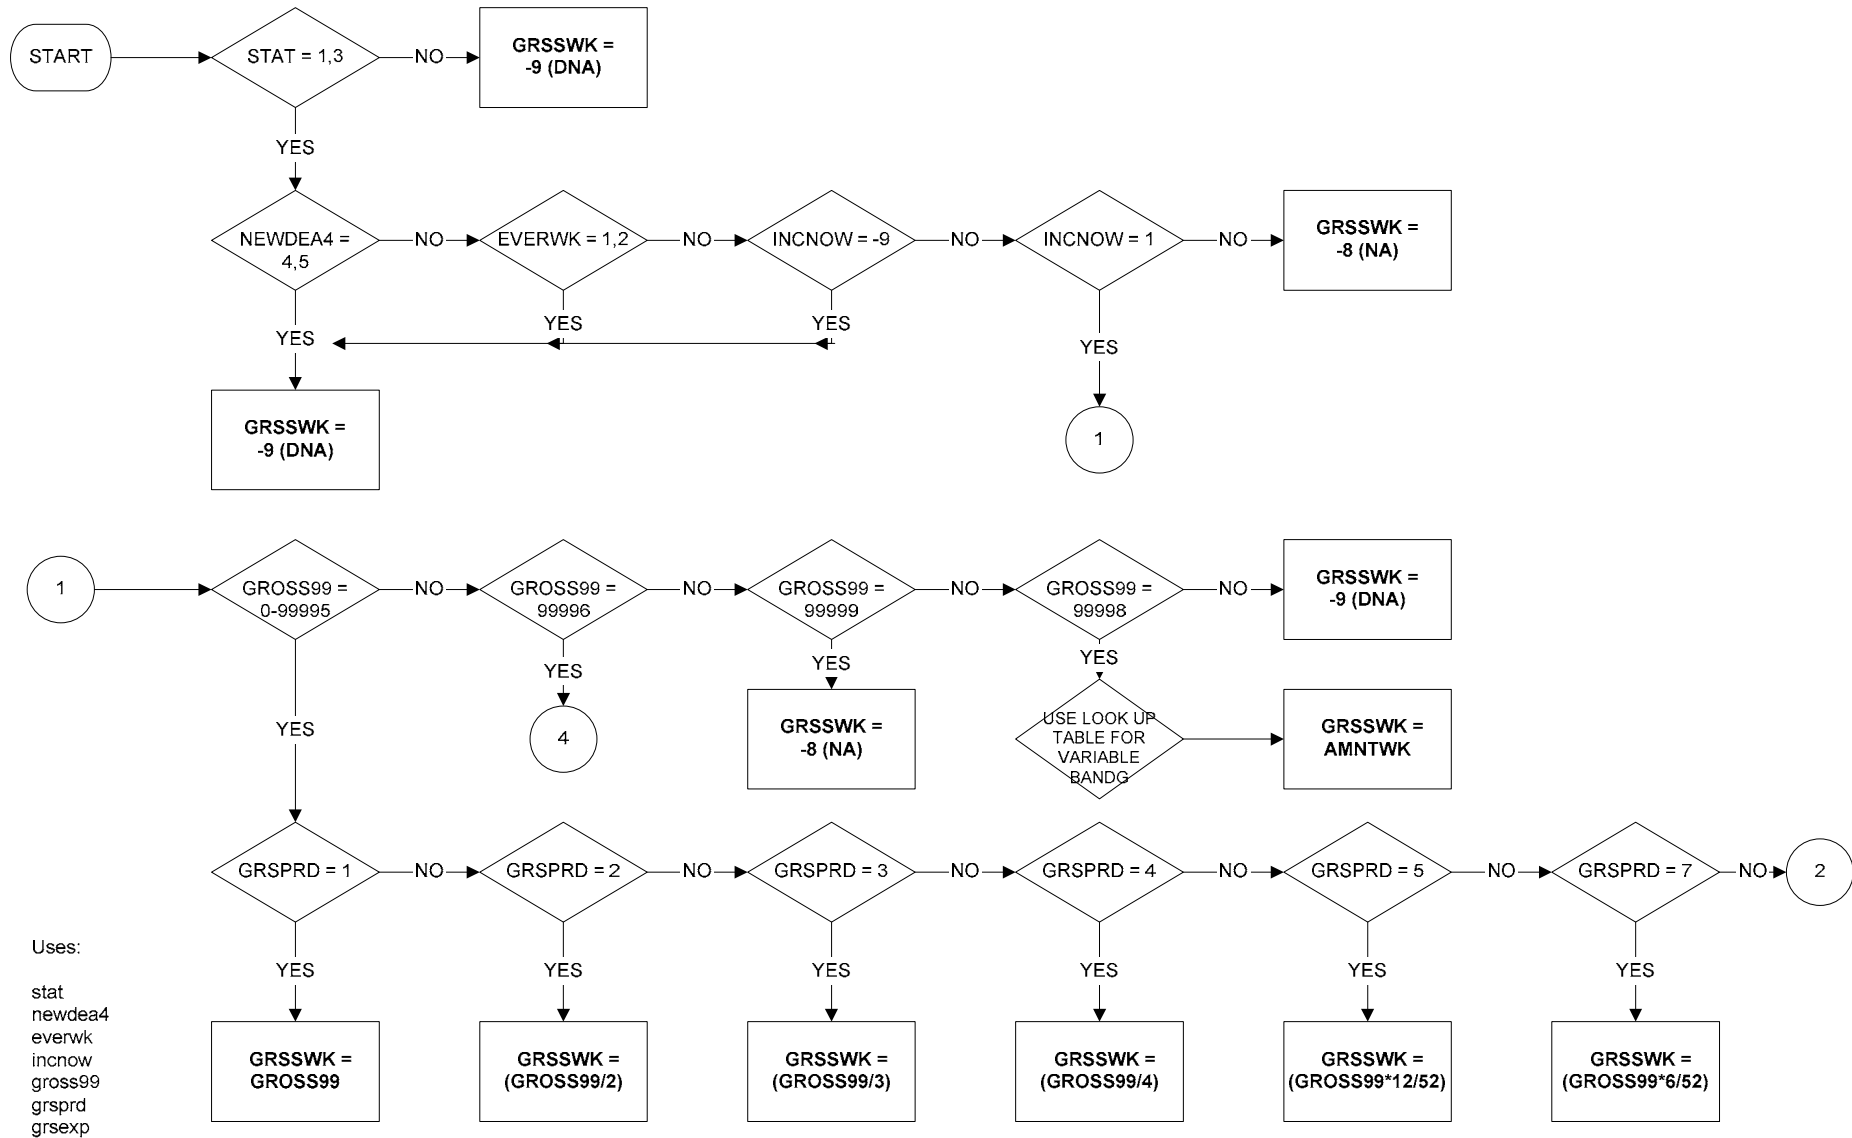 START
STAT = 1,3
NO
GRSSWK =
-9 (DNA)
YES
NEWDEA4 =
4,5
NO
EVERWK = 1,2
NO
INCNOW = -9
NO
INCNOW = 1
NO
GRSSWK =
-8 (NA)
YES
YES
YES
YES
GRSSWK =
-9 (DNA)
1
1
GROSS99 =
0-99995
NO
GROSS99 =
99996
NO
GROSS99 =
99999
NO
GROSS99 =
99998
NO
GRSSWK =
-9 (DNA)
YES
YES
YES
YES
4
GRSSWK =
-8 (NA)
USE LOOK UP
TABLE FOR
VARIABLE
BANDG
GRSSWK =
AMNTWK
GRSPRD = 1
NO
GRSPRD = 2
NO
GRSPRD = 3
NO
GRSPRD = 4
NO
GRSPRD = 5
NO
GRSPRD = 7
NO
2
YES
YES
YES
YES
YES
YES
GRSSWK =
GROSS99
GRSSWK =
(GROSS99/2)
GRSSWK =
(GROSS99/3)
GRSSWK =
(GROSS99/4)
GRSSWK =
(GROSS99*12/52)
GRSSWK =
(GROSS99*6/52)
Uses:
stat
newdea4
everwk
incnow
gross99
grsprd
grsexp